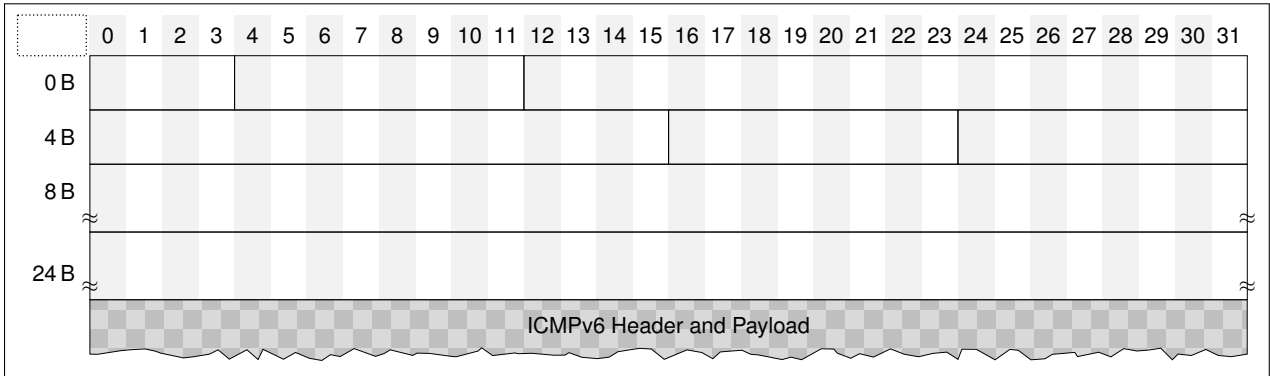 0 1 2 3 4 5 6 7 8 9 10 11 12 13 14 15 16 17 18 19 20 21 22 23 24 25 26 27 28 29 30 31
0 B
4 B
8 B
24 B
ICMPv6 Header and Payload